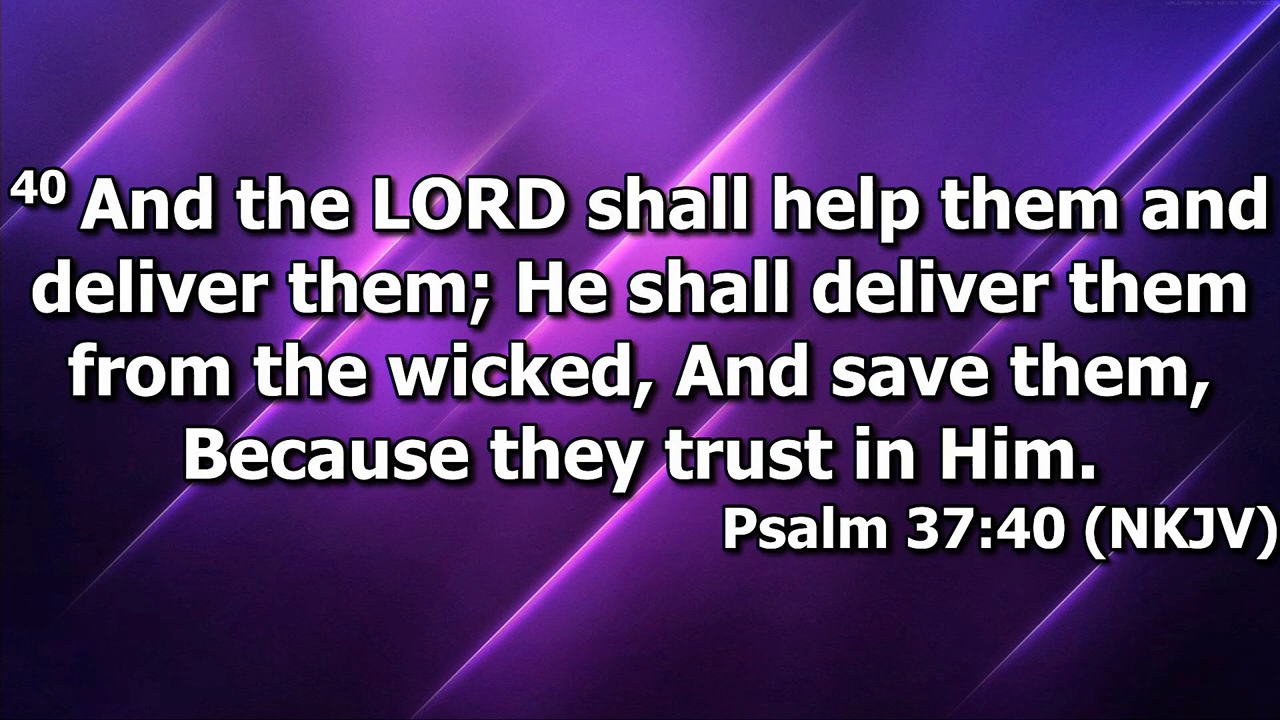 40 And the LORD shall help them and
deliver them; He shall deliver them
from the wicked, And save them,
Because they trust in Him.
Psalm 37:40 (NKJV)